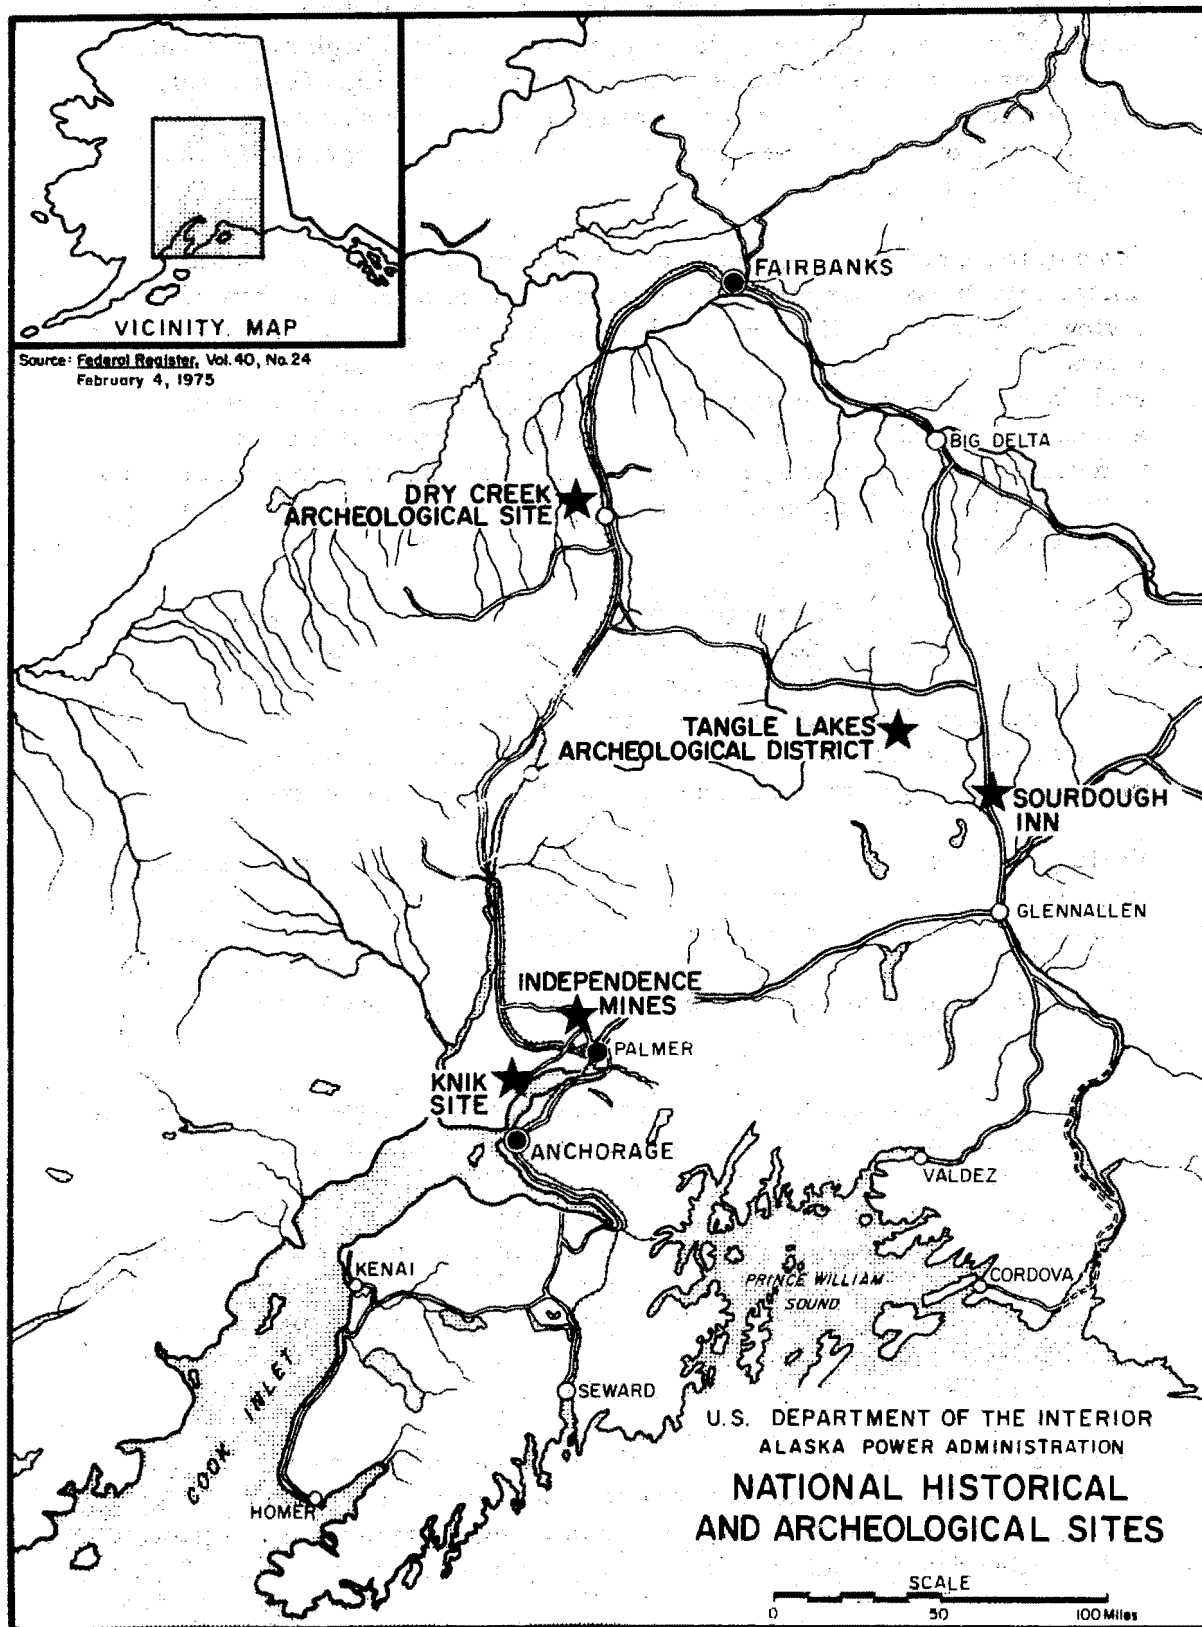 VICINITY MAP
Source: Federal Register, Vol. 40, No. 24
February 4, 1975
FAIRBANKS
BIG DELTA
DRY CREEK
ARCHEOLOGICAL SITE
TANGLE LAKES
ARCHEOLOGICAL DISTRICT
SOURDOUGH
INN
GLENNALLEN
INDEPENDENCE
MINES
PALMER
KNIK
SITE
ANCHORAGE
VALDEZ
KENAI
PRINCE WILLIAM
SOUND
CORDOVA
COOK INLET
SEWARD
HOMER
U.S. DEPARTMENT OF THE INTERIOR
ALASKA POWER ADMINISTRATION
NATIONAL HISTORICAL
AND ARCHEOLOGICAL SITES
SCALE
0 50 100 Miles